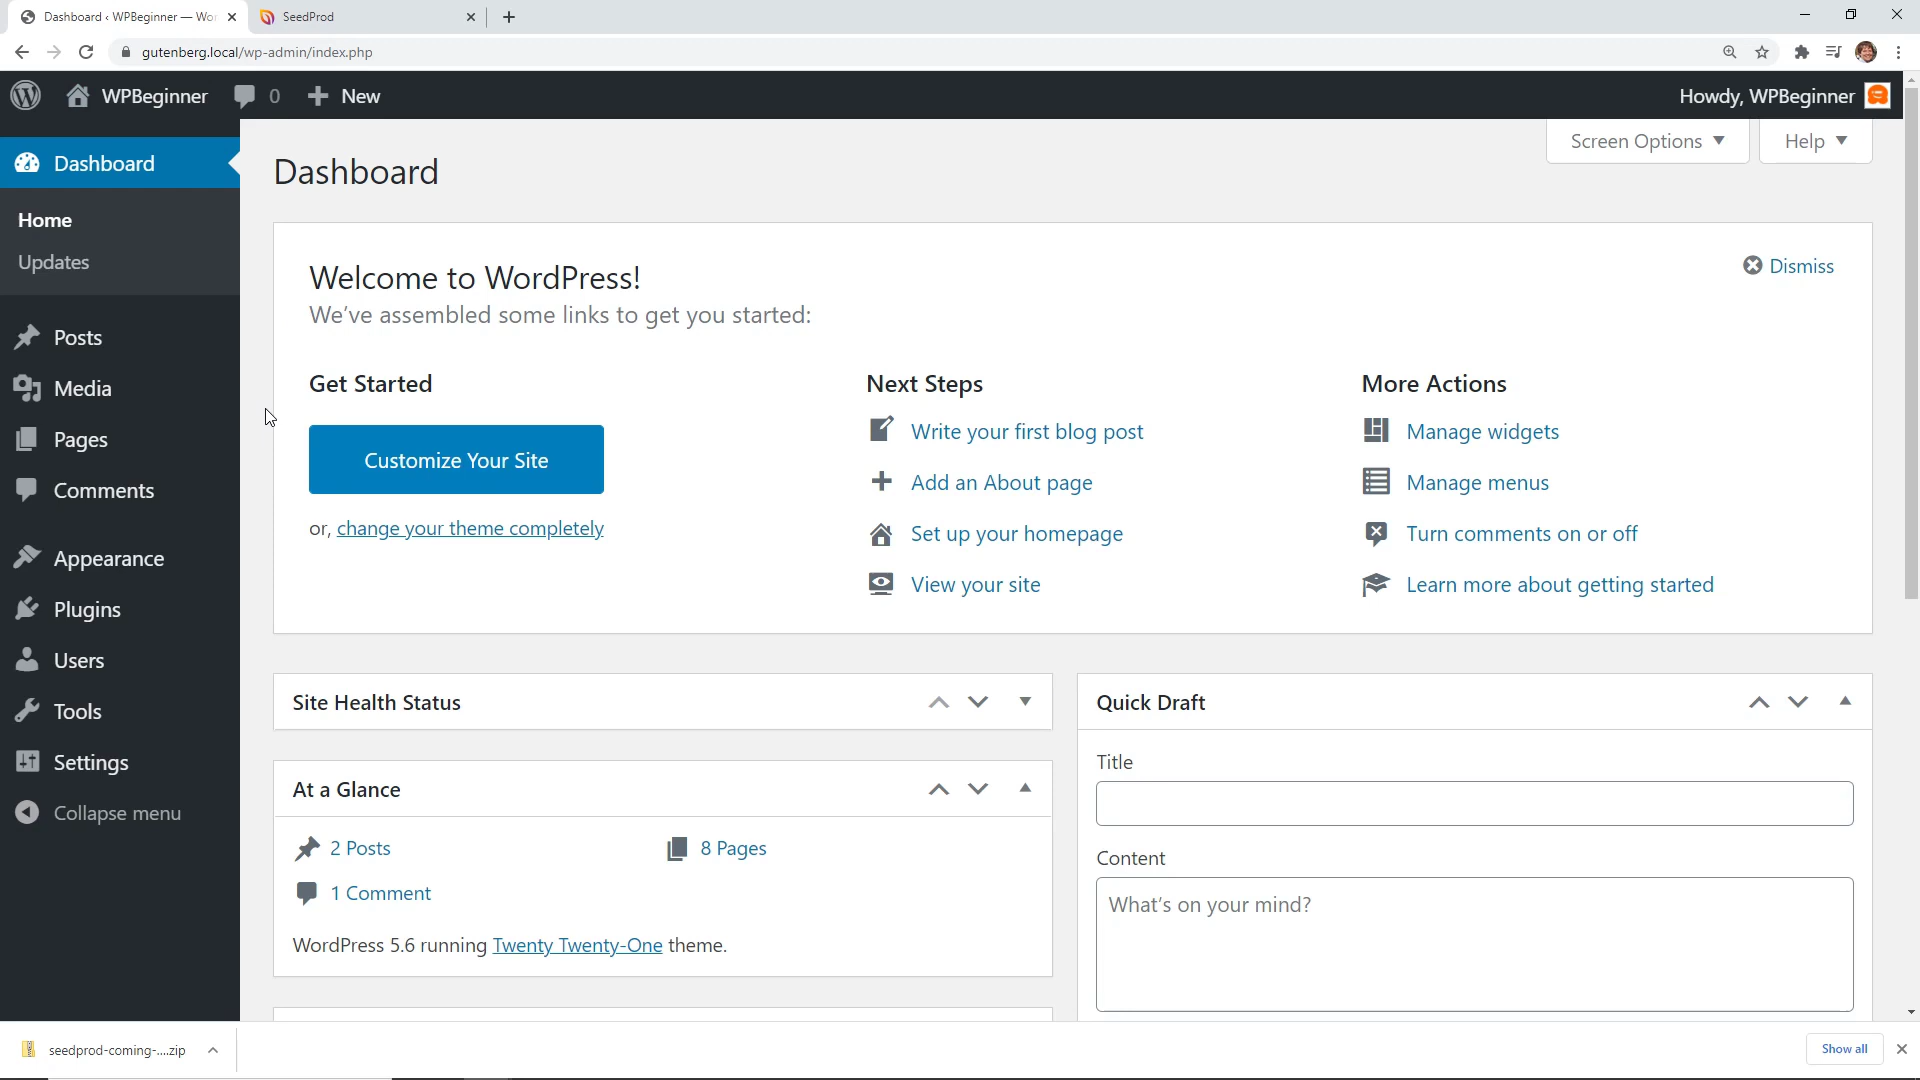 Dashboard ‹ WPBeginner — Wor
SeedProd
gutenberg.local/wp-admin/index.php
WPBeginner
0
New
Howdy, WPBeginner
Screen Options
Help
Dashboard
Home
Updates
Posts
Media
Pages
Comments
Appearance
Plugins
Users
Tools
Settings
Collapse menu
Dashboard
Welcome to WordPress!
We've assembled some links to get you started:
Dismiss
Get Started
Customize Your Site
or, change your theme completely
Next Steps
Write your first blog post
Add an About page
Set up your homepage
View your site
More Actions
Manage widgets
Manage menus
Turn comments on or off
Learn more about getting started
Site Health Status
At a Glance
2 Posts
8 Pages
1 Comment
WordPress 5.6 running Twenty Twenty-One theme.
Quick Draft
Title
Content
What's on your mind?
seedprod-coming-....zip
Show all